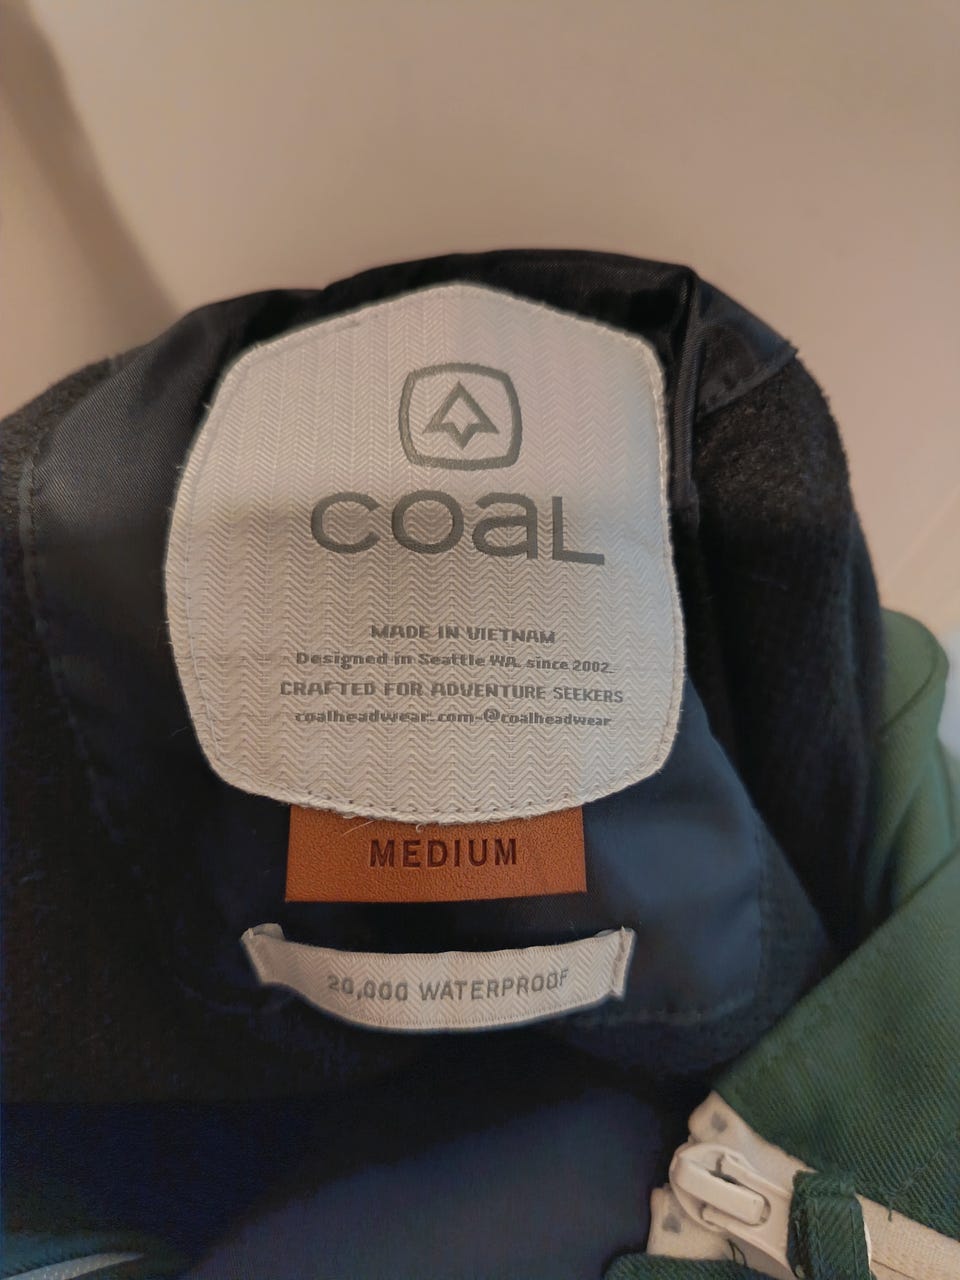 COAL
MADE IN VIETNAM
Designed in Seattle WA. since 2002.
CRAFTED FOR ADVENTURE SEEKERS
coalheadwear.com-@coalheadwear
MEDIUM
20,000 WATERPROOF